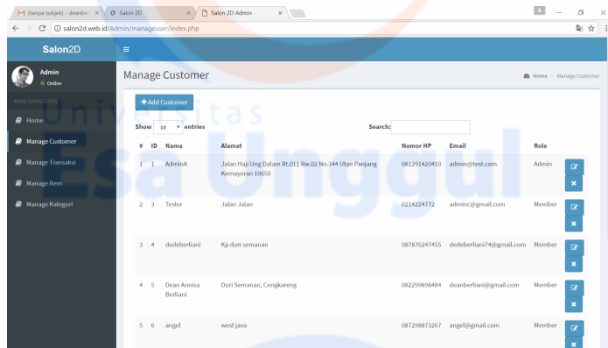 (tanpa subjek) - deanber
Salon 2D
Salon 2D Admin
salon2d.web.id/Admin/manageuser/index.php
Salon2D
Admin
Online
Manage Customer
Home
Manage Customer
MAIN NAVIGATION
Home
Manage Customer
Manage Transaksi
Manage Item
Manage Kategori
Add Customer
Universitas
Esa Unggul
Show 10 entries
Search:
# ID Nama Alamat Nomor HP Email Role
1 1 AdminA Jalan Haji Ung Dalam Rt.011 Rw.02 No.344 Utan Panjang 081291420410 admin@test.com Admin
Kemayoran 10650
2 3 Tester Jalan Jalan 0214224772 adminc@gmail.com Member
3 4 dedeberliani Kp duri semanan 087876247455 dedeberliani74@gmail.com Member
4 5 Dean Annisa Duri Semanan, Cengkareng 082299898484 deanberliani@gmail.com Member
Berliani
5 6 angel west java 087298873267 angel@gmail.com Member